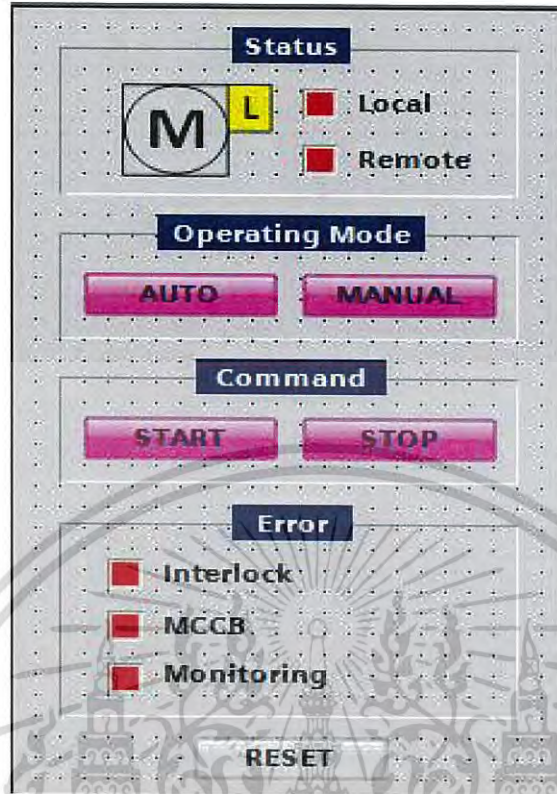 Status
M L Local
Remote
Operating Mode
AUTO MANUAL
Command
START STOP
Error
Interlock
MCCB
Monitoring
RESET